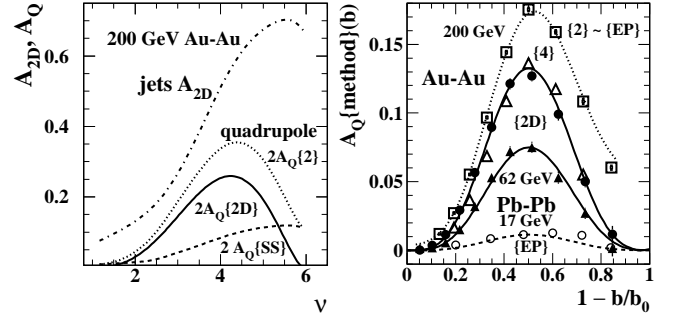 A2D, AQ
0.6
0.4
0.2
200 GeV Au-Au
jets A2D
quadrupole
2AQ{2}
2AQ{2D}
2 AQ{SS}
2
4
6
ν
AQ{method}(b)
0.15
0.1
0.05
0
200 GeV
{2} ~ {EP}
{4}
Au-Au
{2D}
62 GeV
Pb-Pb
17 GeV
{EP}
0
0.2
0.4
0.6
0.8
1
1 − b/b0